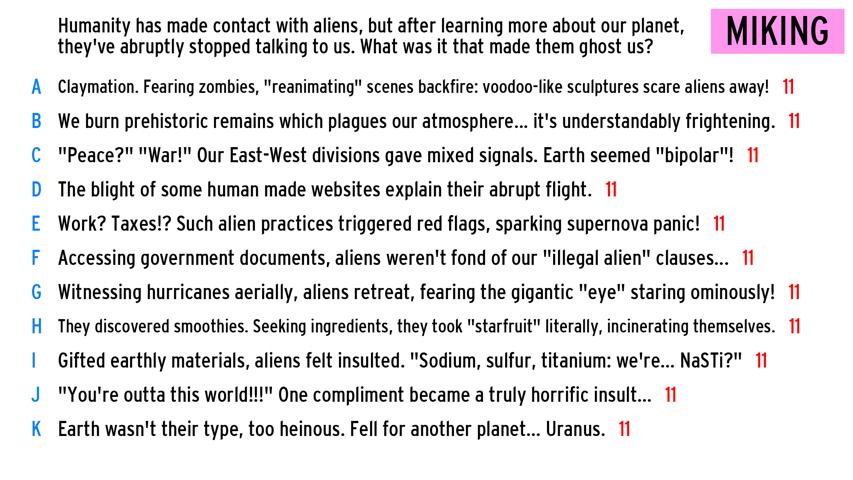 Humanity has made contact with aliens, but after learning more about our planet,
they've abruptly stopped talking to us. What was it that made them ghost us?
MIKING
A Claymation. Fearing zombies, "reanimating" scenes backfire: voodoo-like sculptures scare aliens away! 11
B We burn prehistoric remains which plagues our atmosphere... it's understandably frightening. 11
C "Peace?" "War!" Our East-West divisions gave mixed signals. Earth seemed "bipolar"! 11
D The blight of some human made websites explain their abrupt flight. 11
E Work? Taxes!? Such alien practices triggered red flags, sparking supernova panic! 11
F Accessing government documents, aliens weren't fond of our "illegal alien" clauses... 11
G Witnessing hurricanes aerially, aliens retreat, fearing the gigantic "eye" staring ominously! 11
H They discovered smoothies. Seeking ingredients, they took "starfruit" literally, incinerating themselves. 11
I Gifted earthly materials, aliens felt insulted. "Sodium, sulfur, titanium: we're... NaSTi?" 11
J "You're outta this world!!!" One compliment became a truly horrific insult... 11
K Earth wasn't their type, too heinous. Fell for another planet... Uranus. 11